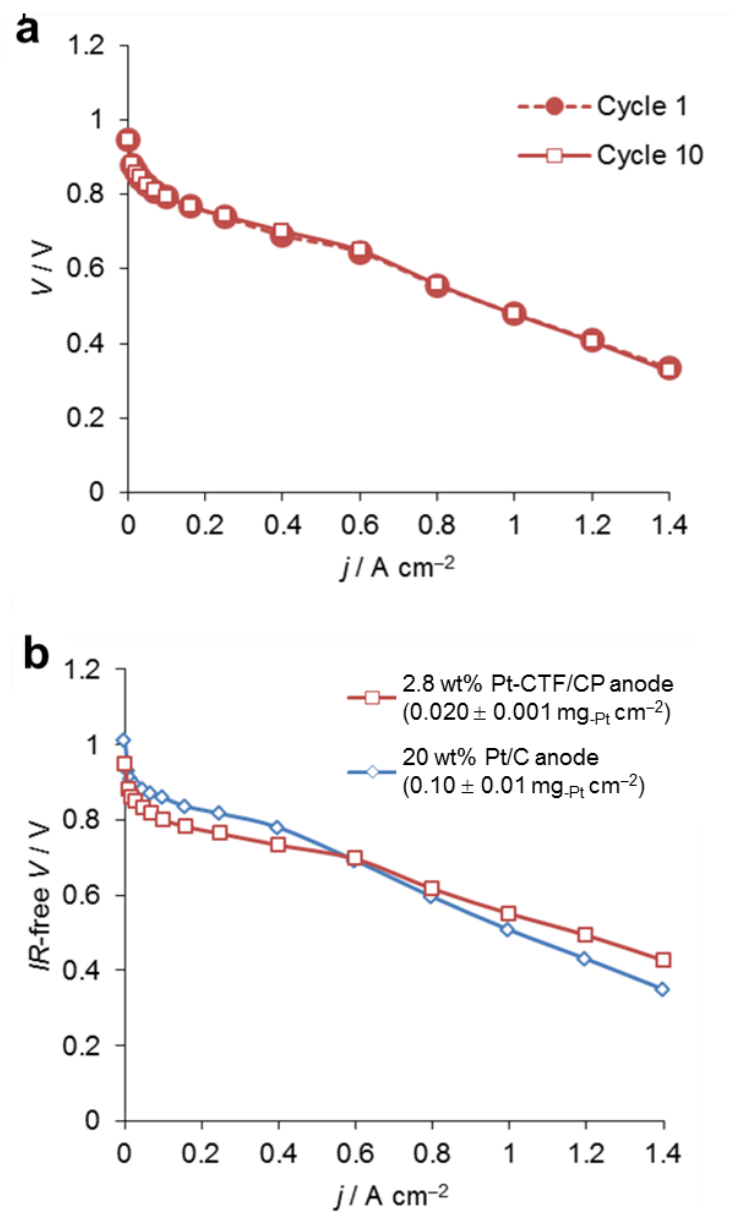 a
1.2
1
0.8
0.6
0.4
0.2
0
V / V
Cycle 1
Cycle 10
0 0.2 0.4 0.6 0.8 1 1.2 1.4
j / A cm⁻²
b
1.2
1
0.8
0.6
0.4
0.2
0
IR-free V / V
2.8 wt% Pt-CTF/CP anode
(0.020 ± 0.001 mg-Pt cm⁻²)
20 wt% Pt/C anode
(0.10 ± 0.01 mg-Pt cm⁻²)
0 0.2 0.4 0.6 0.8 1 1.2 1.4
j / A cm⁻²